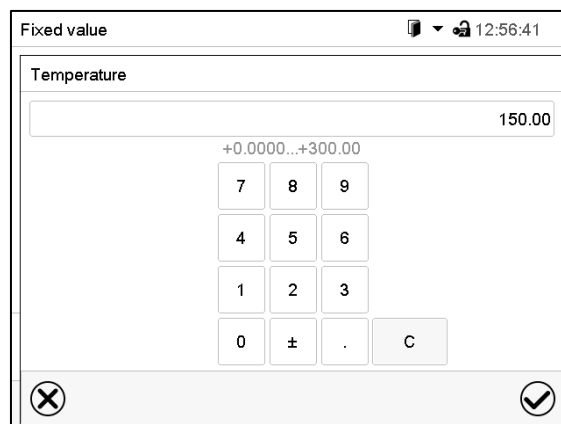 Fixed value 12:56:41
Temperature
150.00
+0.0000...+300.00
7 8 9
4 5 6
1 2 3
0 ± . C